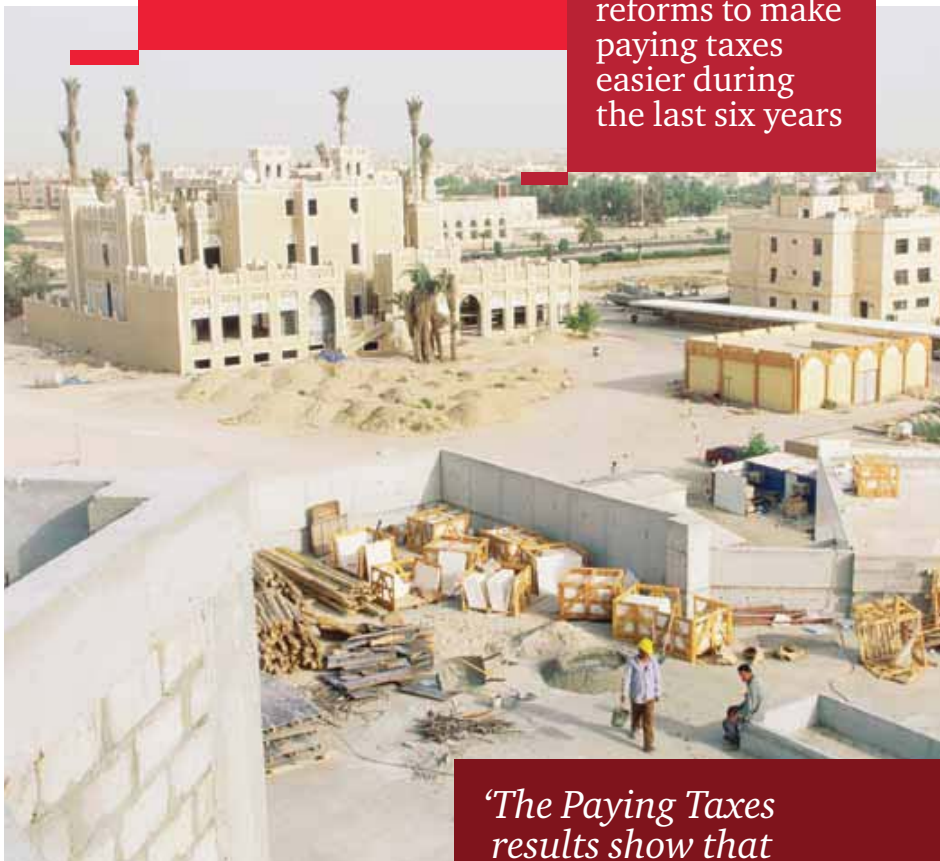 reforms to make
paying taxes
easier during
the last six years
‘The Paying Taxes
results show that